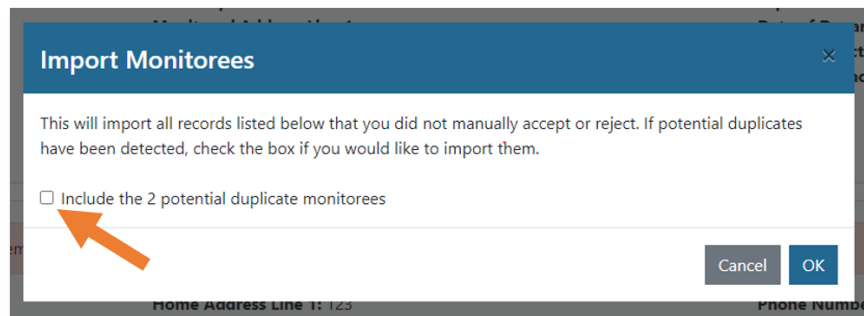 Import Monitorees
×
This will import all records listed below that you did not manually accept or reject. If potential duplicates
have been detected, check the box if you would like to import them.
Include the 2 potential duplicate monitorees
Cancel OK
Home Address Line 1: 123